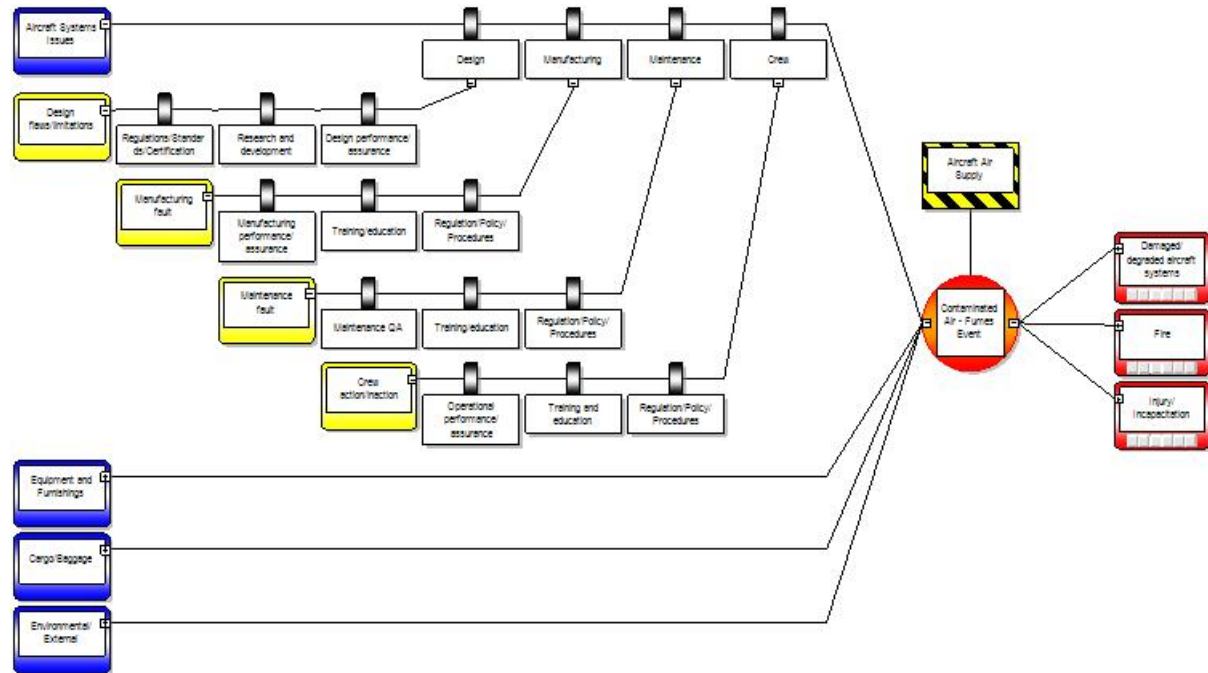 Aircraft Systems
Issues
Design
Manufacturing
Maintenance
Crew
Design
flaws/limitations
Regulations/Standar
ds/Certification
Research and
development
Design performance/
assurance
Manufacturing
fault
Manufacturing
performance/
assurance
Training/education
Regulation/Policy/
Procedures
Maintenance
fault
Maintenance QA
Training/education
Regulation/Policy/
Procedures
Crew
action/inaction
Operational
performance/
assurance
Training and
education
Regulation/Policy/
Procedures
Equipment and
Furnishings
Cargo/Baggage
Environmental/
External
Aircraft Air
Supply
Contaminated
Air - Fumes
Event
Damaged/
degraded aircraft
systems
Fire
Injury/
Incapacitation